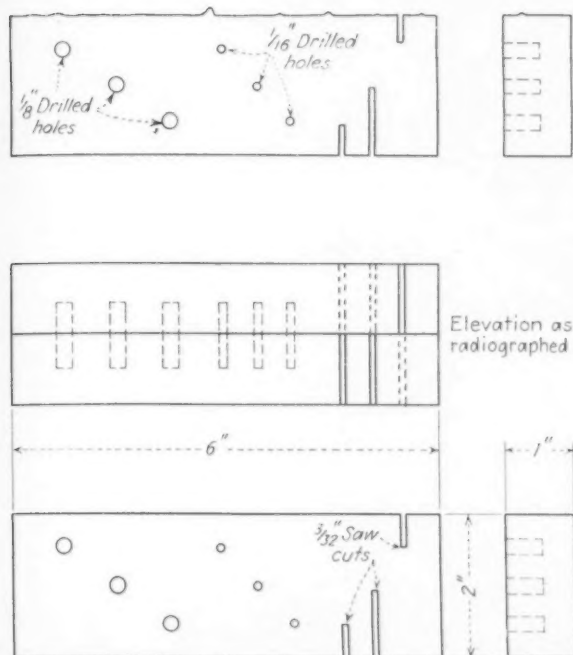 1/16" Drilled
holes
1/8" Drilled
holes
Elevation as
radiographed
6"
1"
3/32" Saw
cuts
2"